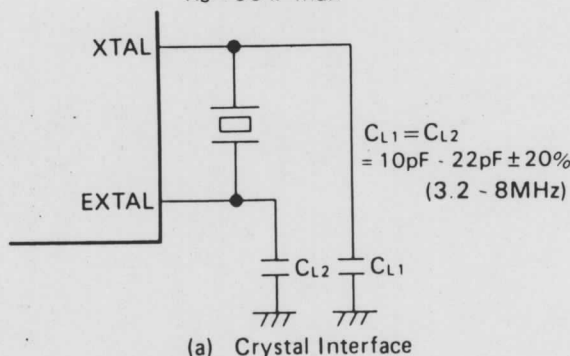 XTAL
CL1 = CL2
= 10pF - 22pF ± 20%
(3.2 ~ 8MHz)
EXTAL
CL2
CL1
(a) Crystal Interface